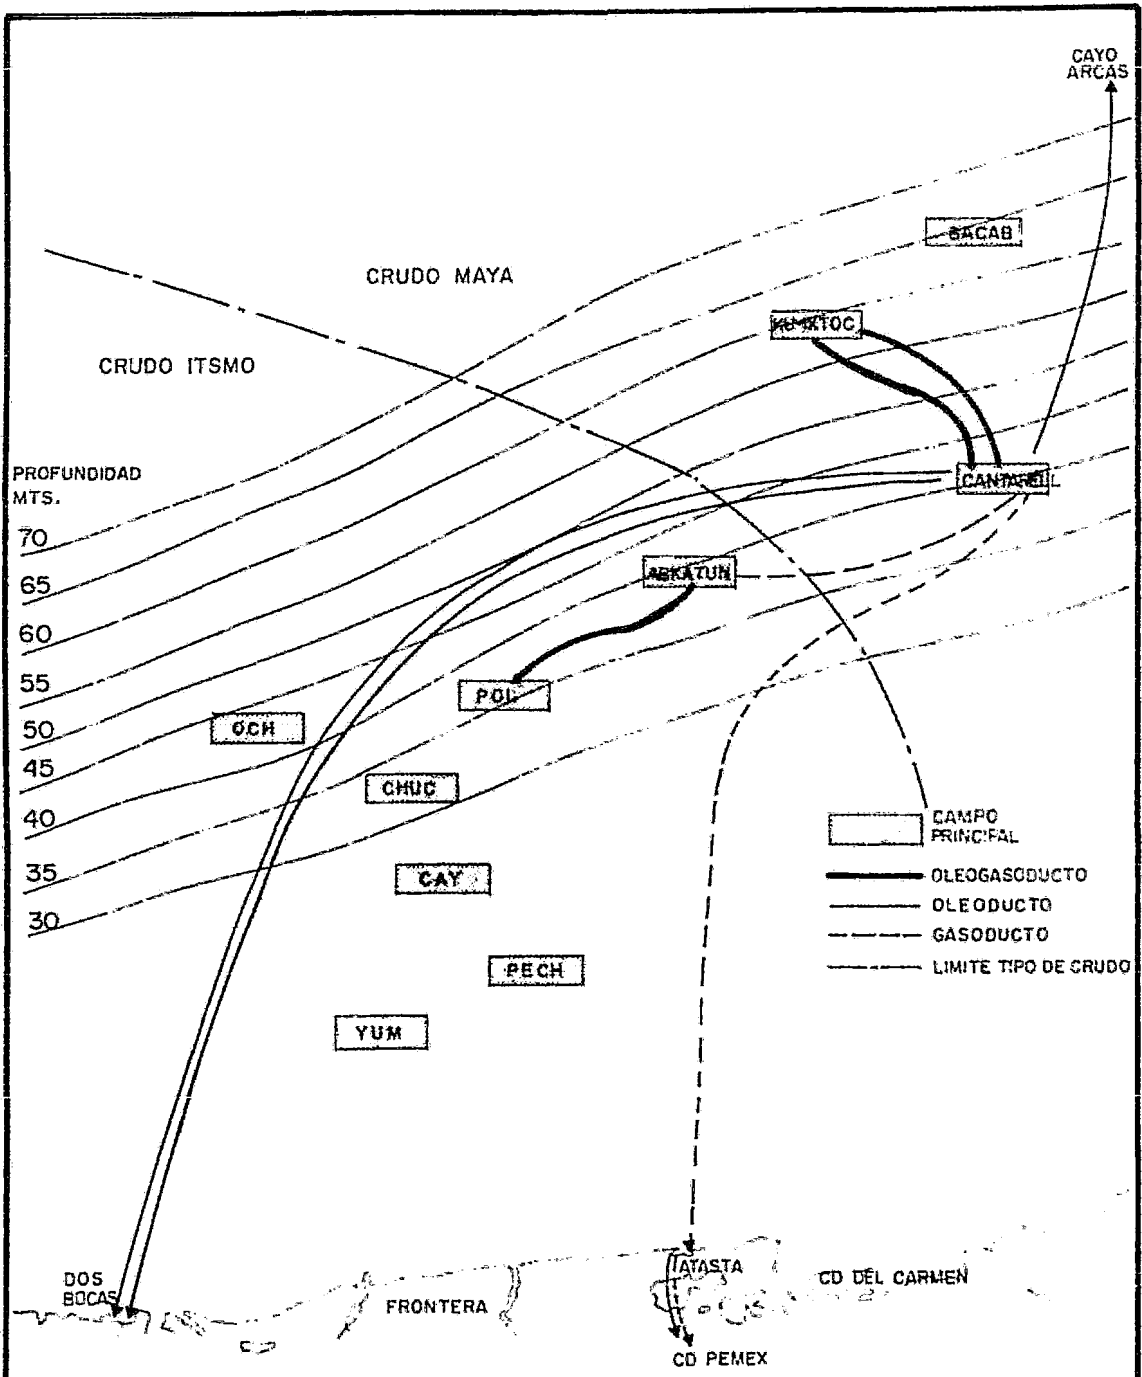 CAYO
ARCAS
BACAB
CRUDO MAYA
KUMXTOC
CRUDO ITSMO
PROFUNDIDAD
MTS.
CANTARELL
70
ABKATUN
65
60
55
POL
50
OCH
45
CHUC
40
CAMPO
PRINCIPAL
35
CAY
OLEOGASODUCTO
OLEODUCTO
30
GASODUCTO
PECH
LIMITE TIPO DE CRUDO
YUM
ATASTA
DOS
BOCAS
CD DEL CARMEN
FRONTERA
CD PEMEX